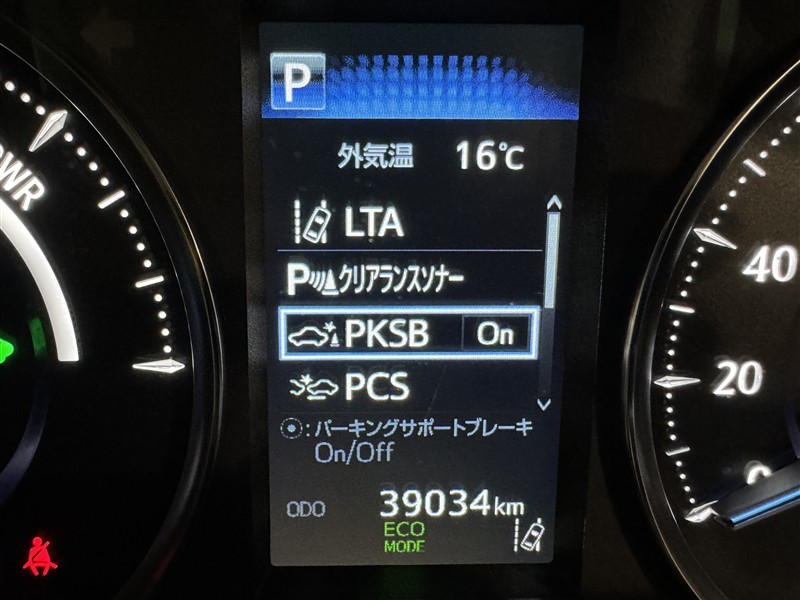 P
外気温 16℃
PWR
LTA
P クリアランスソナー
PKSB On
PCS
:パーキングサポートブレーキ
On/Off
ODO 39034km
ECO
MODE
40
20
0